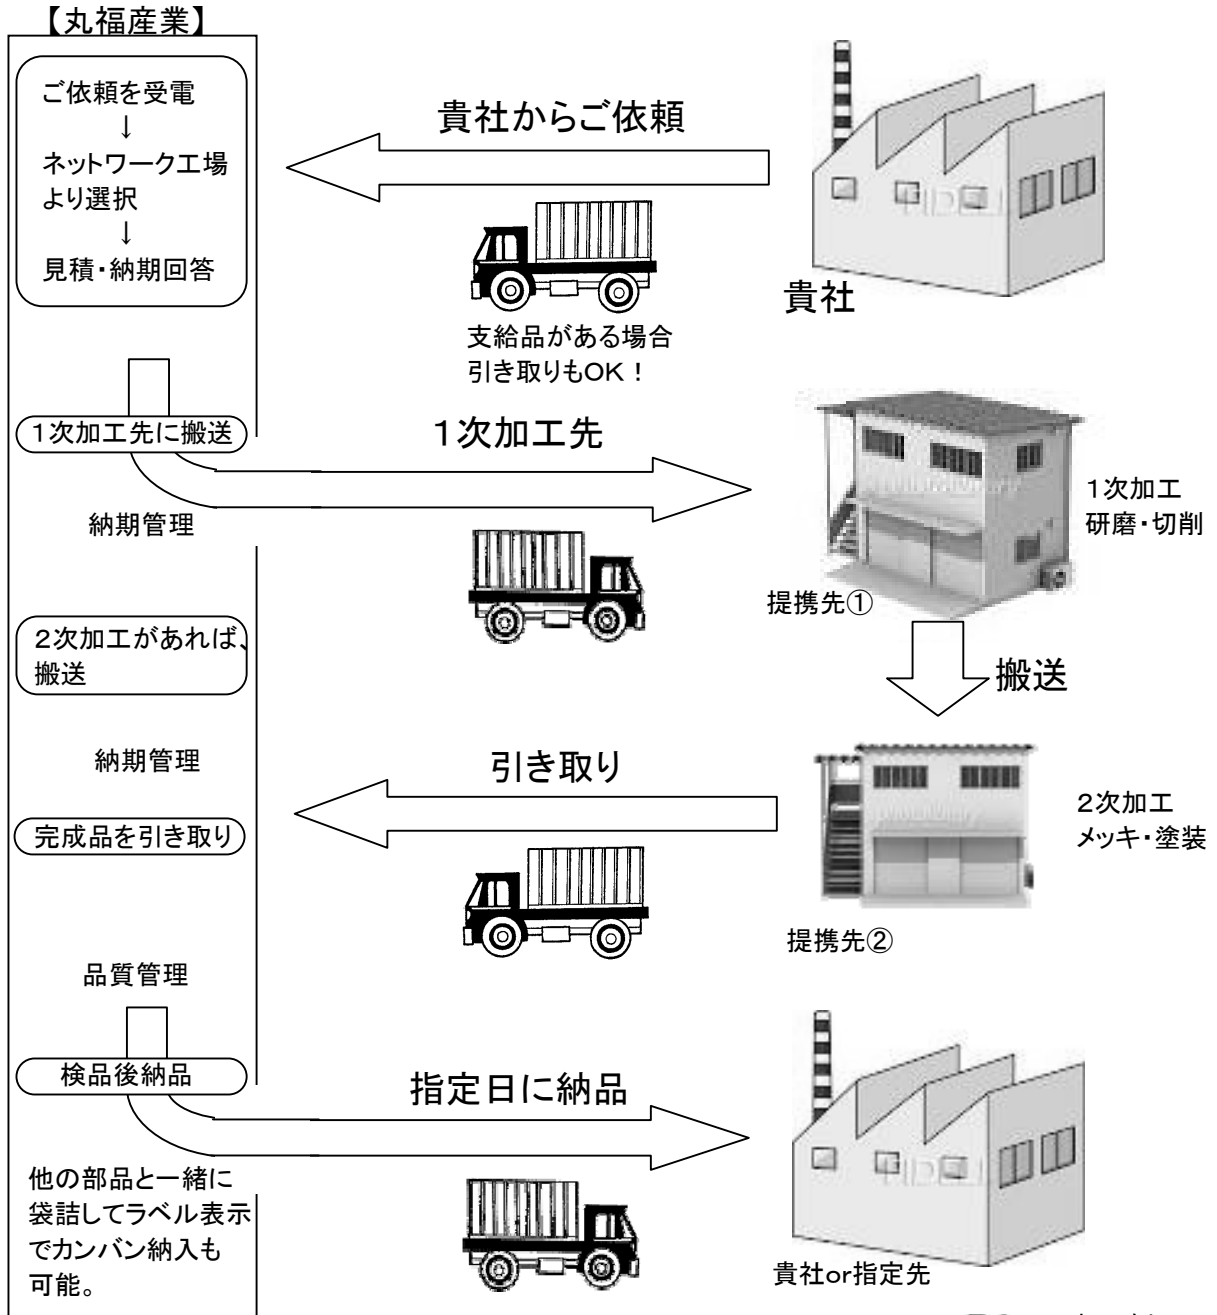 【丸福産業】
ご依頼を受電
↓
ネットワーク工場
より選択
↓
見積・納期回答
貴社からご依頼
支給品がある場合
引き取りもOK！
貴社
1次加工先に搬送
納期管理
1次加工先
1次加工
研磨・切削
提携先①
2次加工があれば、
搬送
搬送
納期管理
引き取り
2次加工
メッキ・塗装
提携先②
完成品を引き取り
品質管理
検品後納品
指定日に納品
貴社or指定先
他の部品と一緒に
袋詰してラベル表示
でカンバン納入も
可能。